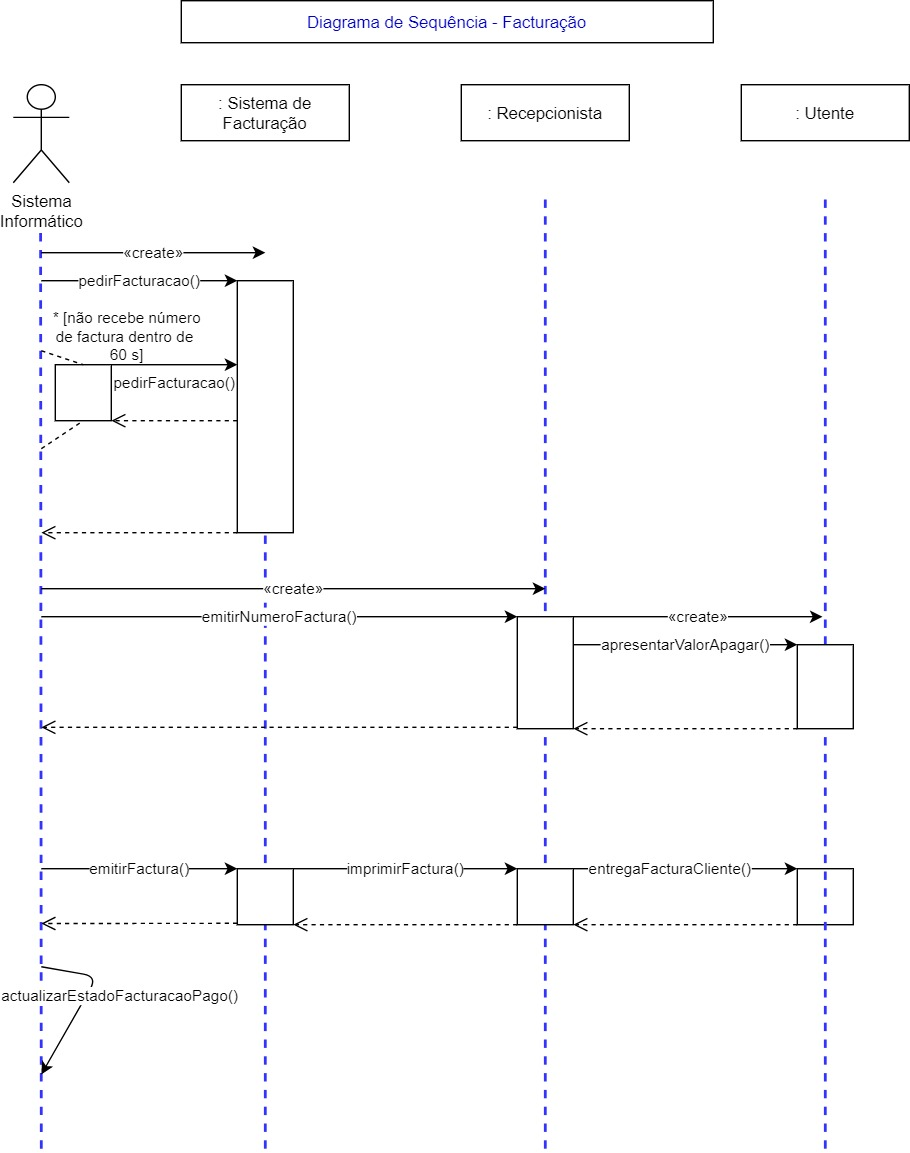 Diagrama de Sequência - Facturação
: Sistema de
Facturação
: Recepcionista
: Utente
Sistema
Informático
«create»
pedirFacturacao()
* [não recebe número
de factura dentro de
60 s]
pedirFacturacao()
«create»
emitirNumeroFactura()
«create»
apresentarValorApagar()
emitirFactura()
imprimirFactura()
entregaFacturaCliente()
actualizarEstadoFacturacaoPago()